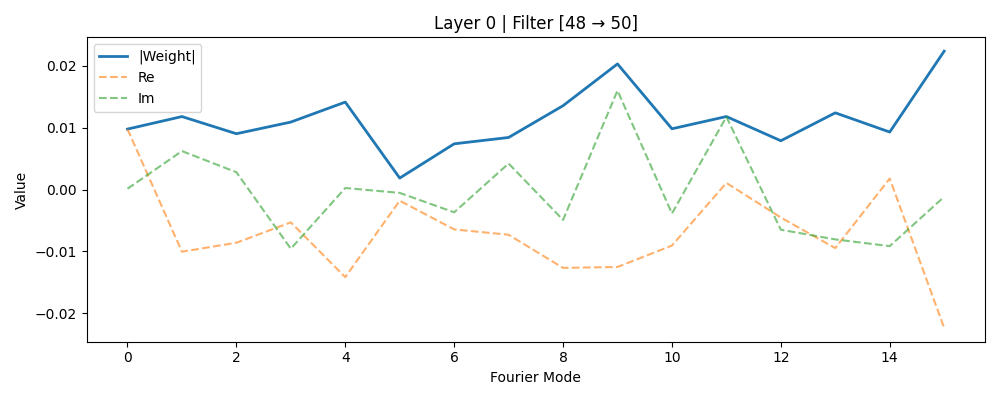 Layer 0 | Filter [48 → 50]
|Weight|
Re
Im
Value
0.02
0.01
0.00
−0.01
−0.02
0 2 4 6 8 10 12 14
Fourier Mode